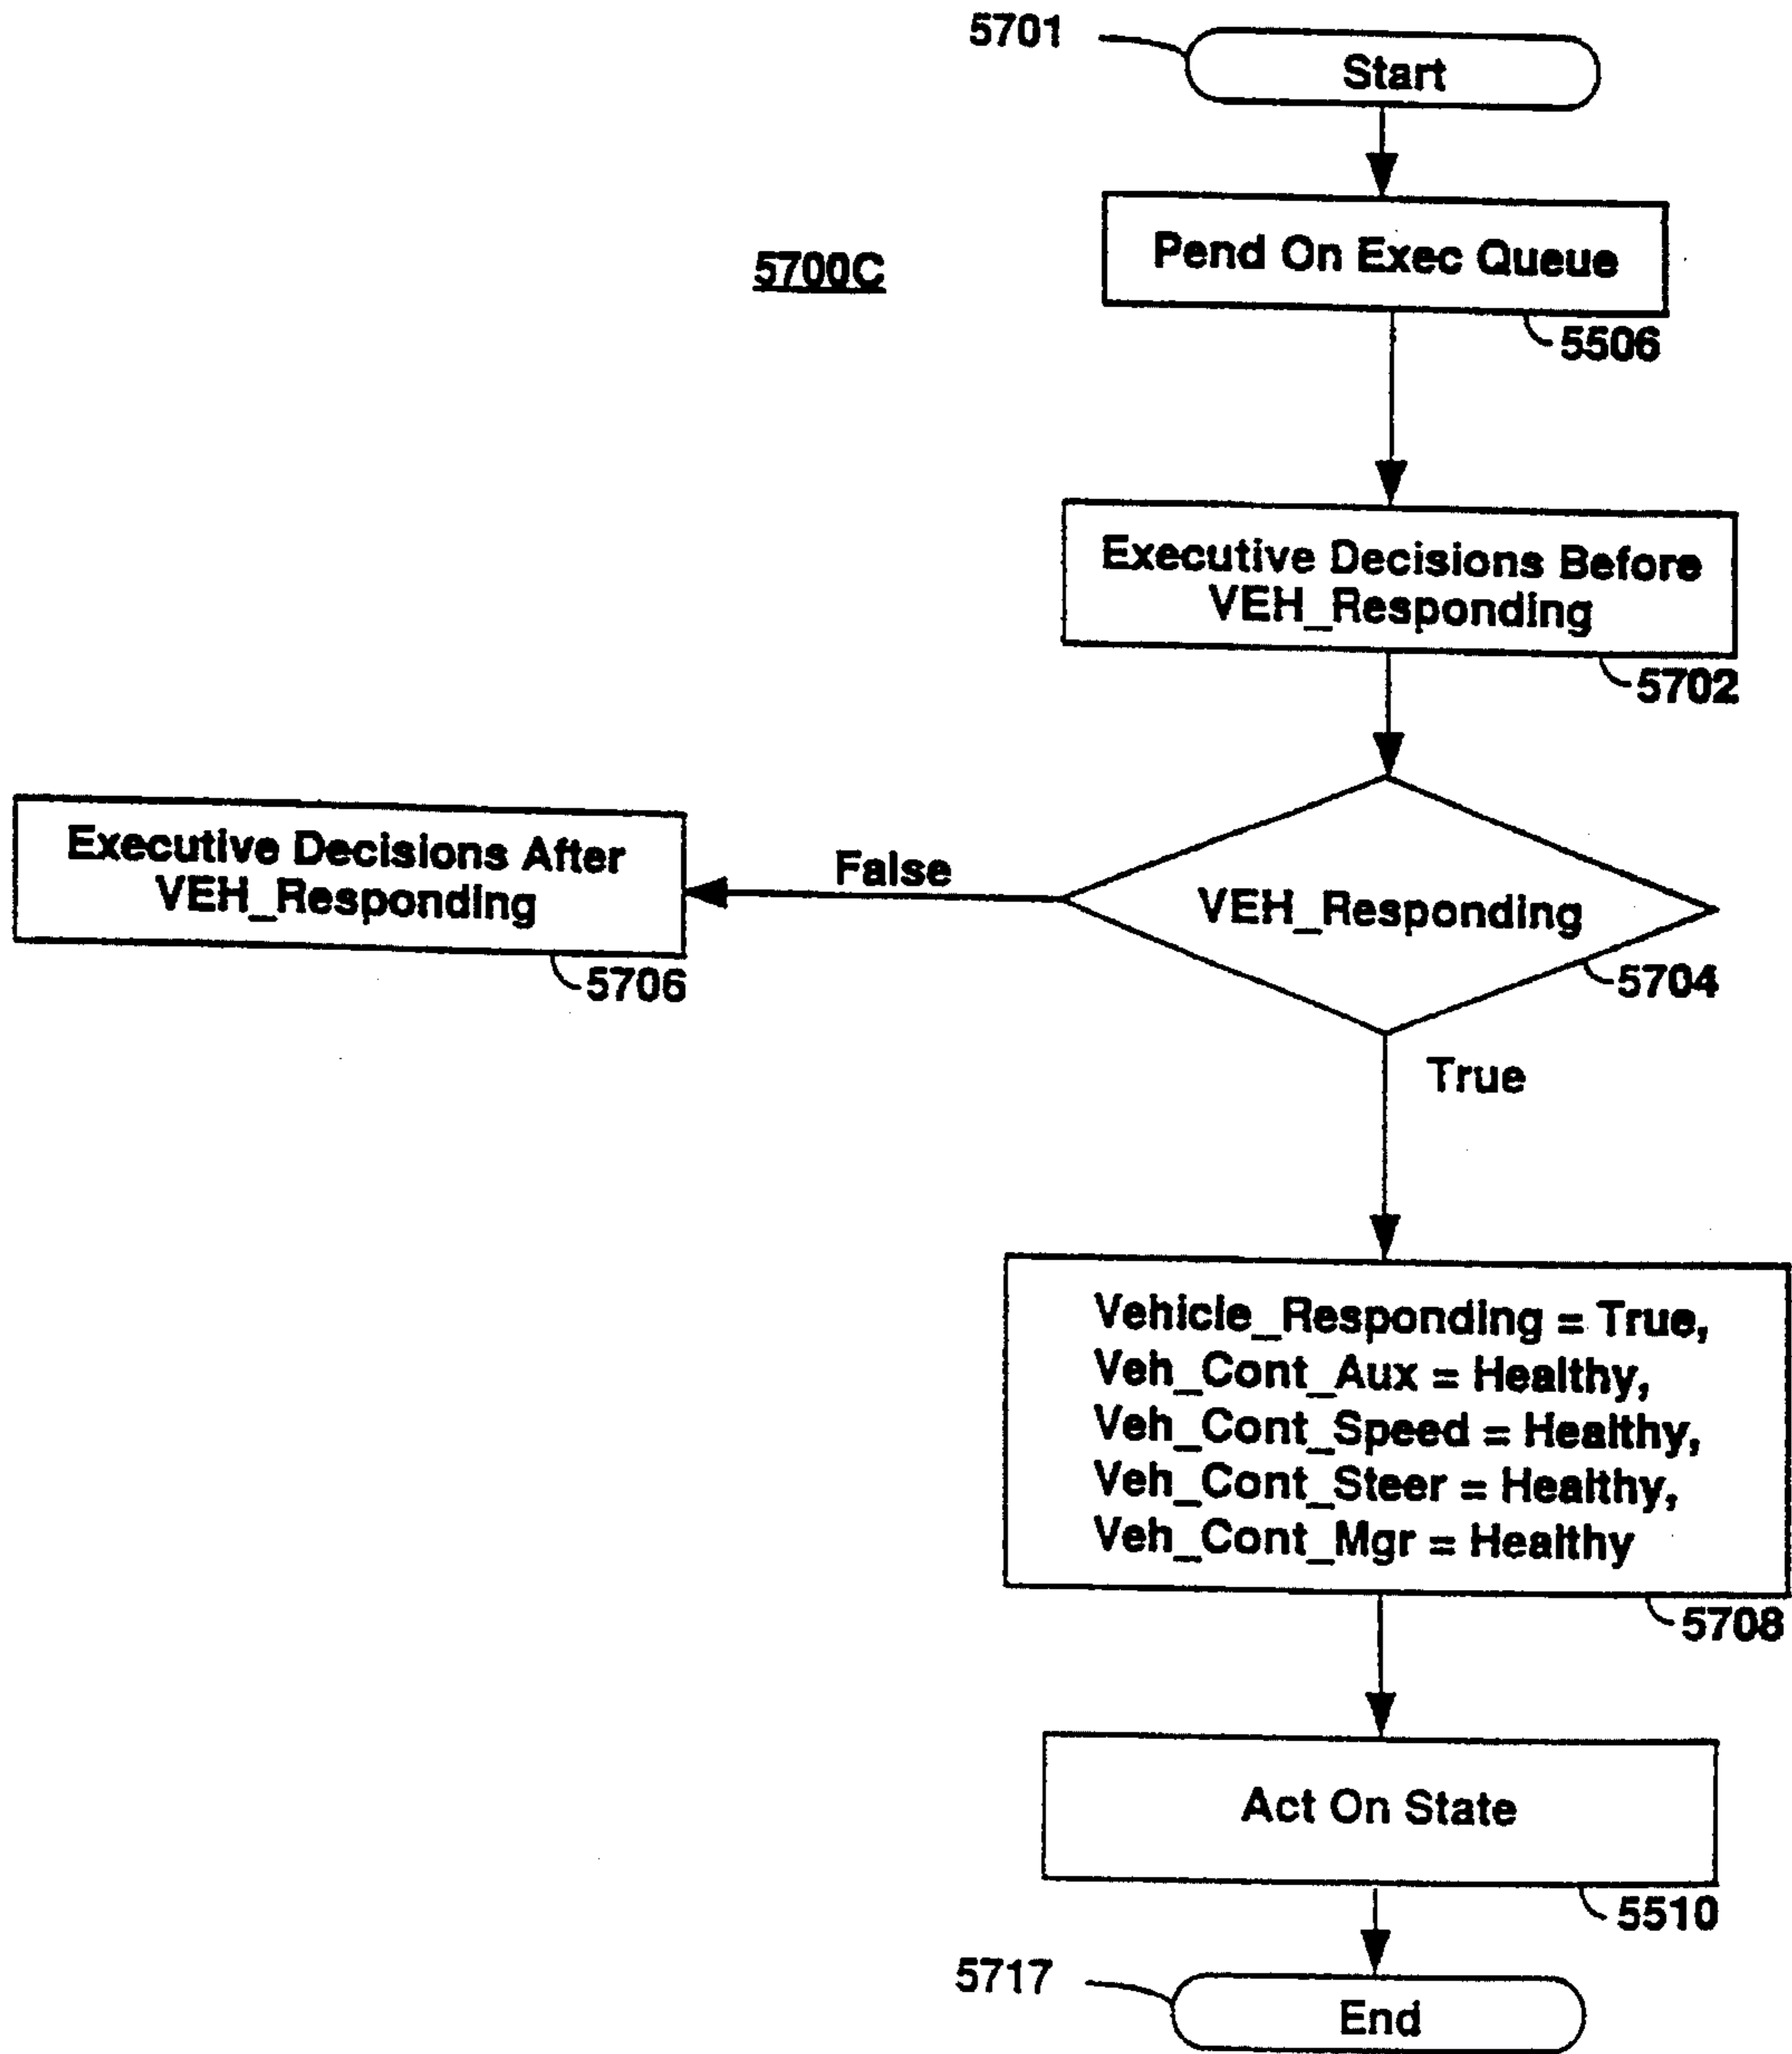 5701
Start
Pend On Exec Queue
5700C
5506
Executive Decisions Before
VEH_Responding
5702
Executive Decisions After
VEH_Responding
False
VEH_Responding
5706
5704
True
Vehicle_Responding = True,
Veh_Cont_Aux = Healthy,
Veh_Cont_Speed = Healthy,
Veh_Cont_Steer = Healthy,
Veh_Cont_Mgr = Healthy
5708
Act On State
5510
5717
End